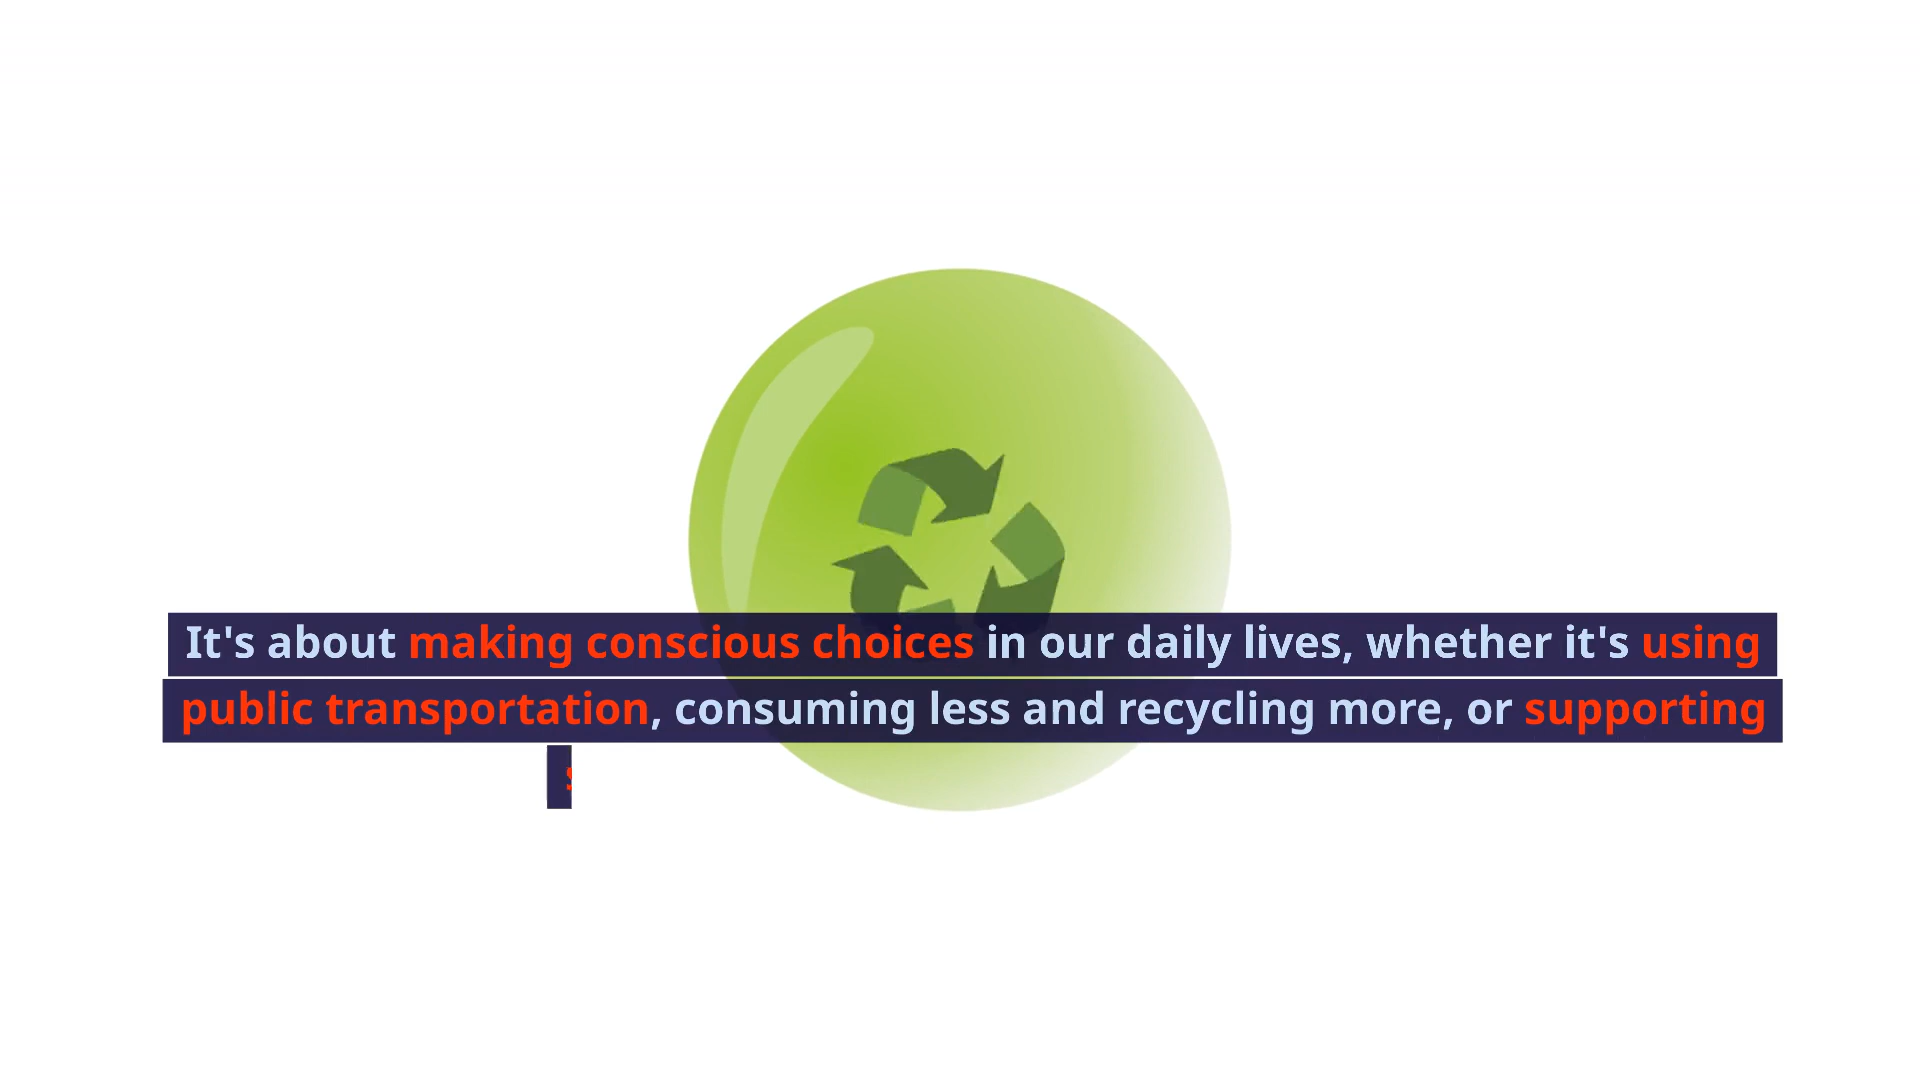 It's about making conscious choices in our daily lives, whether it's using
public transportation, consuming less and recycling more, or supporting